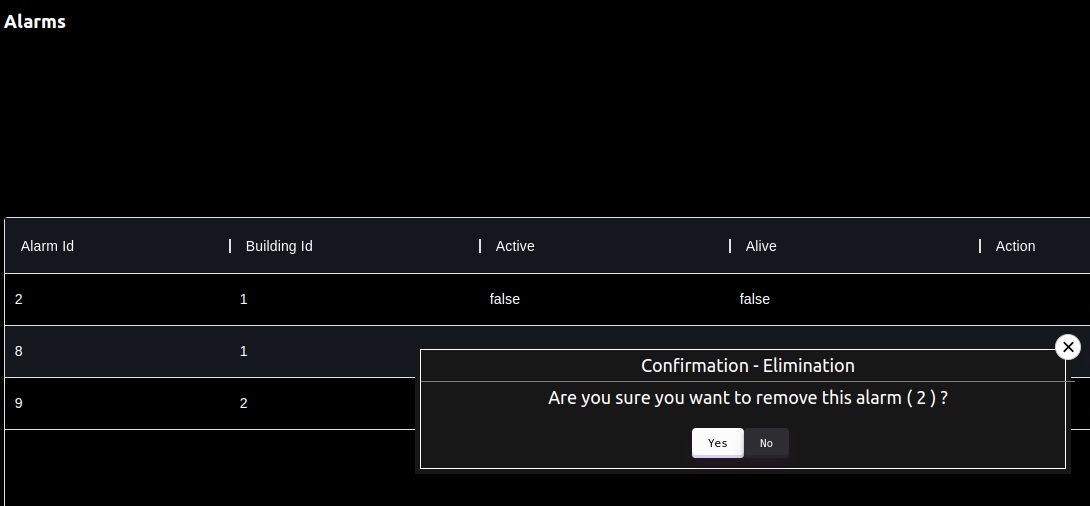 Alarms
Alarm Id Building Id Active Alive Action
2 1 false false
8 1
9 2
Confirmation - Elimination
Are you sure you want to remove this alarm ( 2 ) ?
Yes No